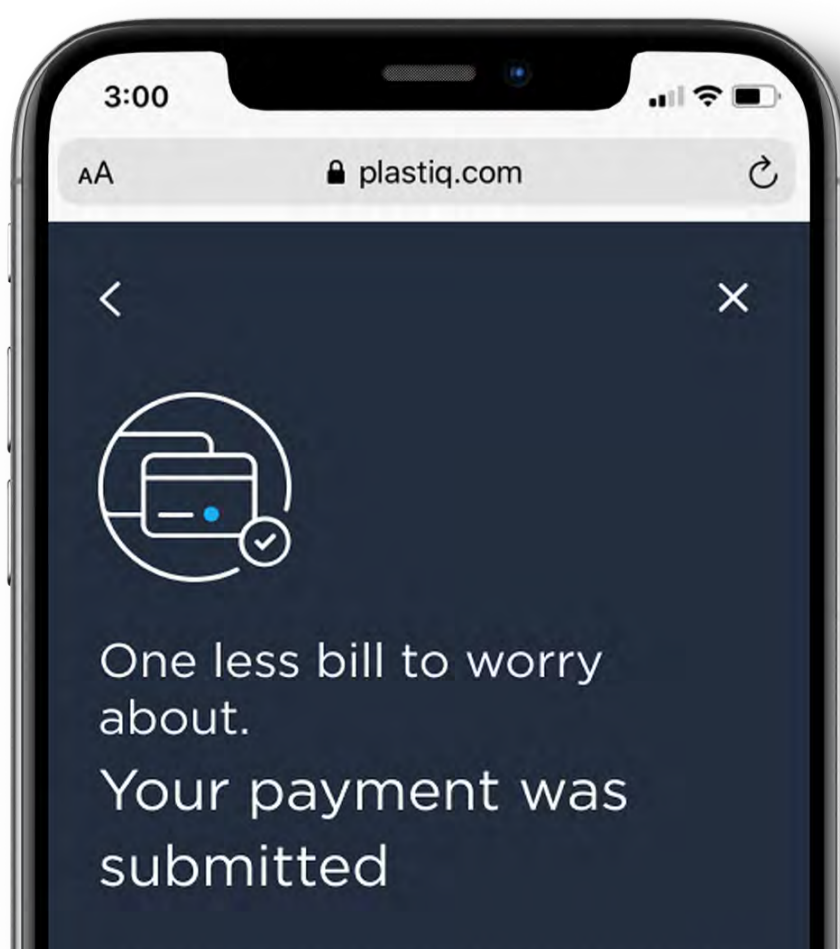 3:00
AA plastiq.com
One less bill to worry
about.
Your payment was
submitted